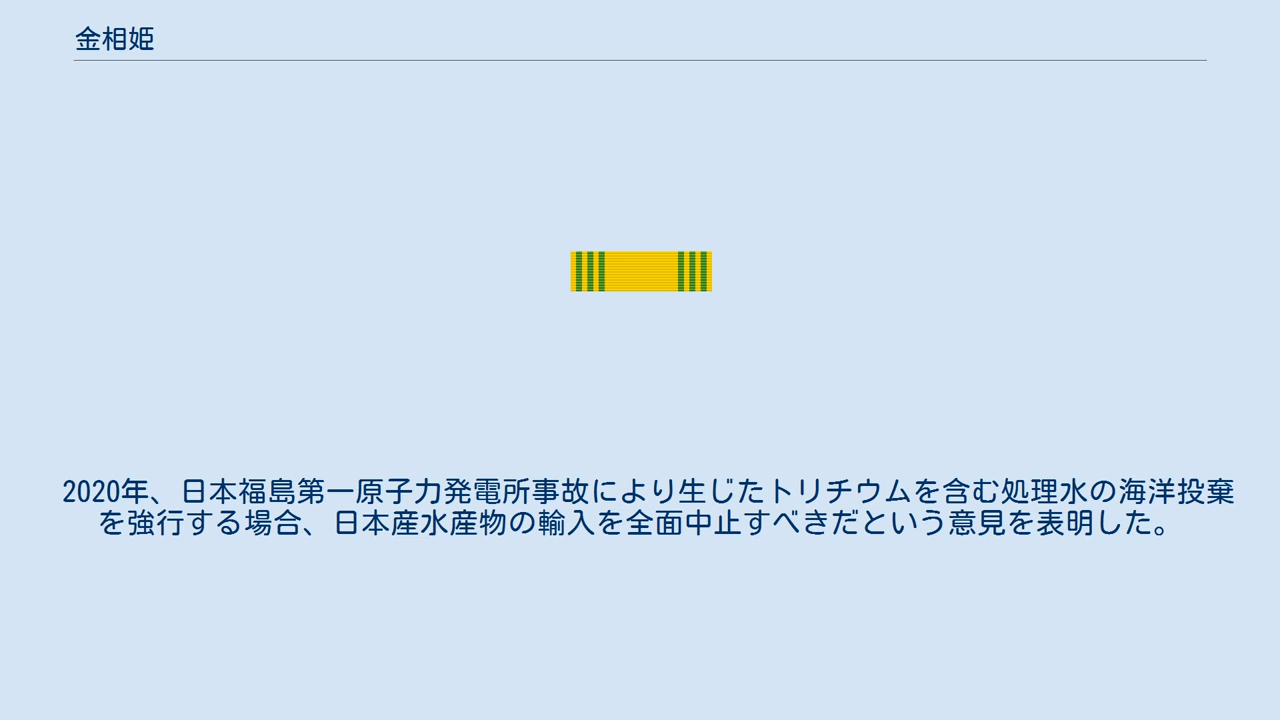 金相姫
2020年、日本福島第一原子力発電所事故により生じたトリチウムを含む処理水の海洋投棄
を強行する場合、日本産水産物の輸入を全面中止すべきだという意見を表明した。